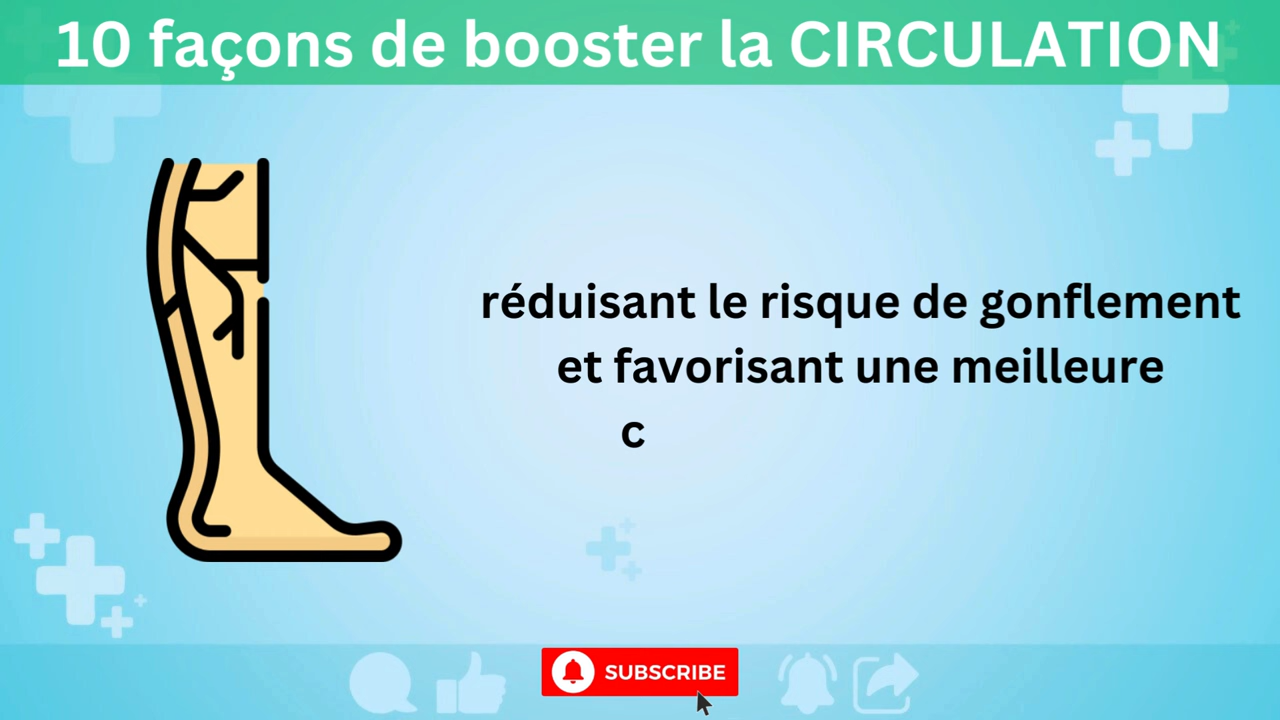 10 façons de booster la CIRCULATION
réduisant le risque de gonflement
et favorisant une meilleure
c
SUBSCRIBE